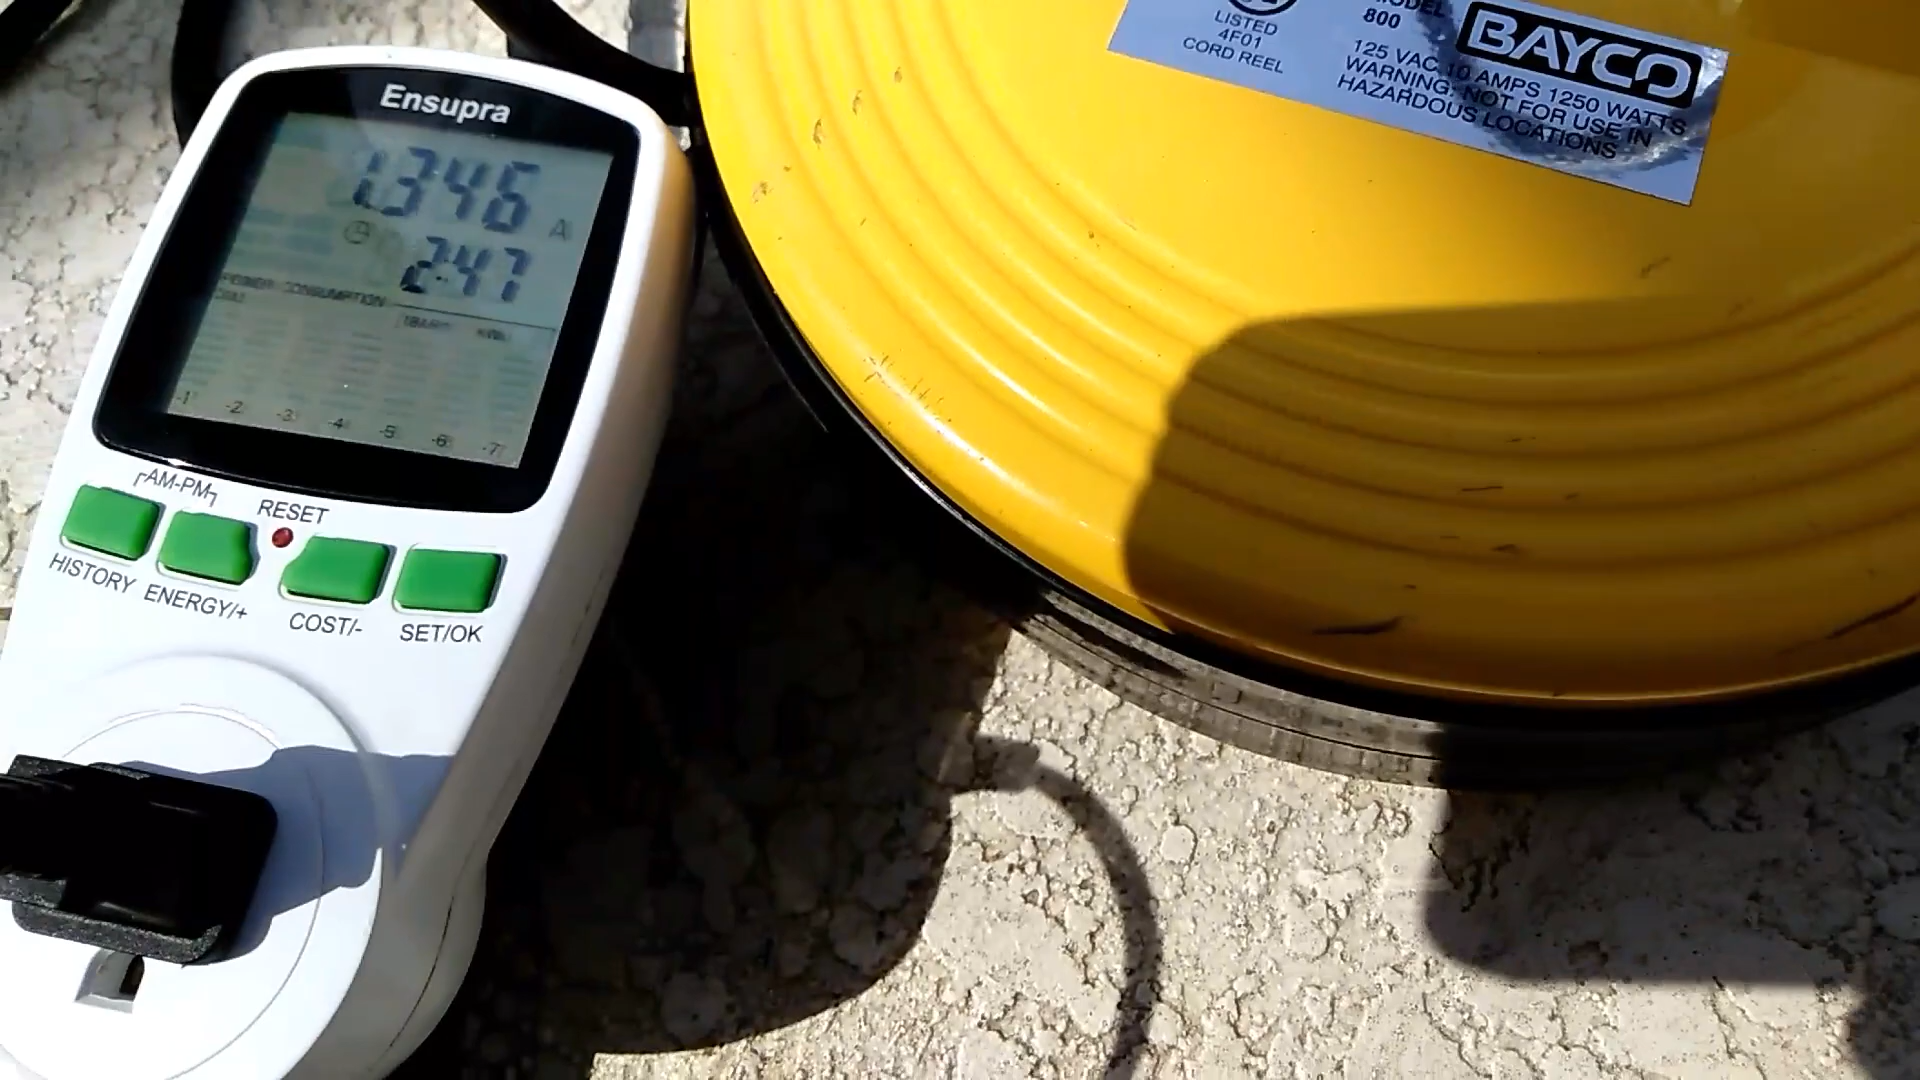 Ensupra
1.346 A
2:47
POWER CONSUMPTION
-1 -2 -3 -4 -5 -6 -7
AM-PM
RESET
HISTORY
ENERGY/+
COST/-
SET/OK
LISTED
4F01
CORD REEL
MODEL
800
BAYCO
125 VAC 10 AMPS 1250 WATTS
WARNING: NOT FOR USE IN
HAZARDOUS LOCATIONS